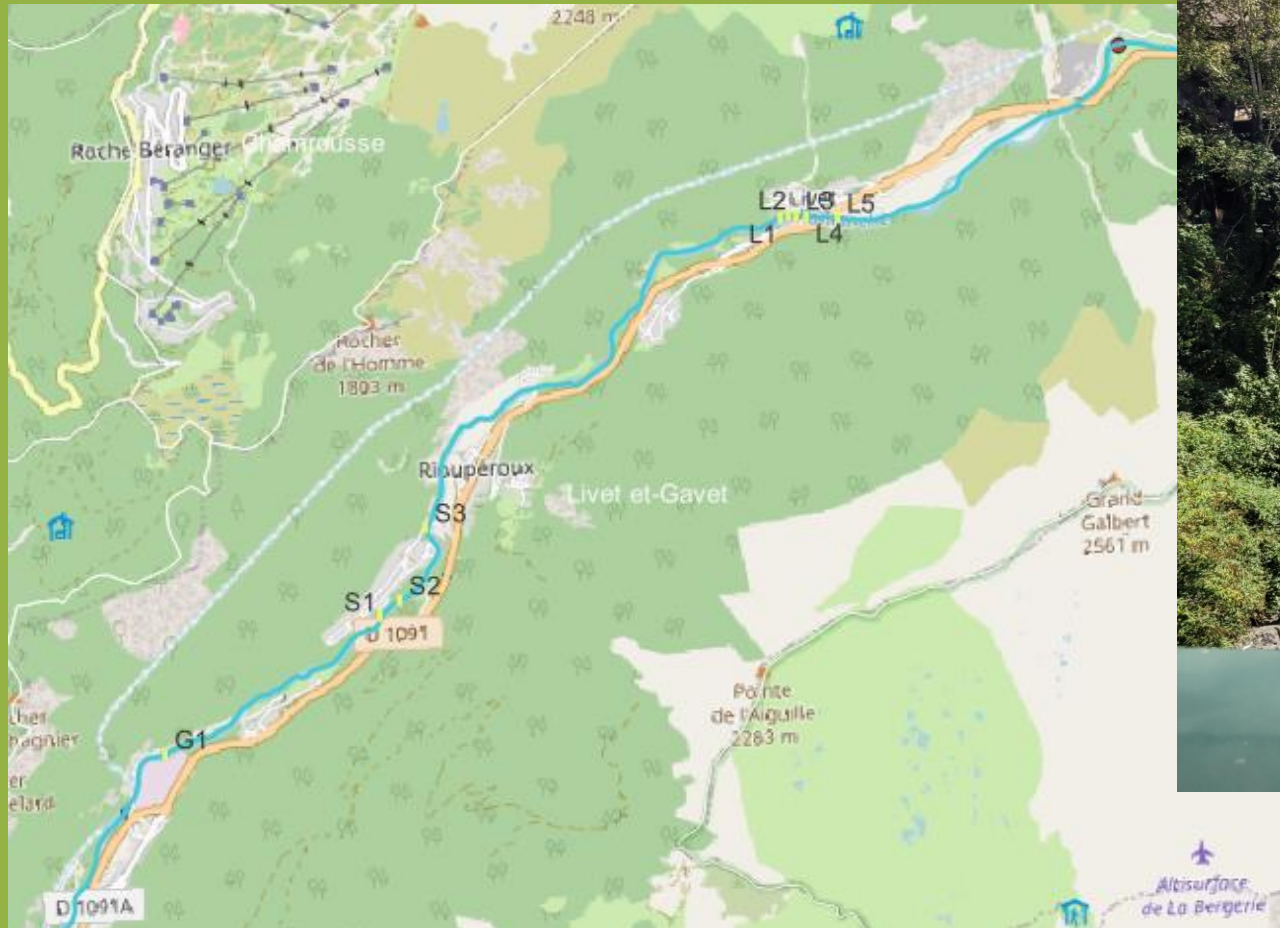 2248 m
Roche Béranger
Chamrousse
L2
L3
L5
L1
L4
Rocher
de l'Homme
1803 m
Rioupéroux
Livet et-Gavet
Grand
Galbert
2561 m
S3
S1
S2
D 1091
Pointe
de l'Aiguille
2283 m
G1
D 1091A
Altisurface
de La Bergerie